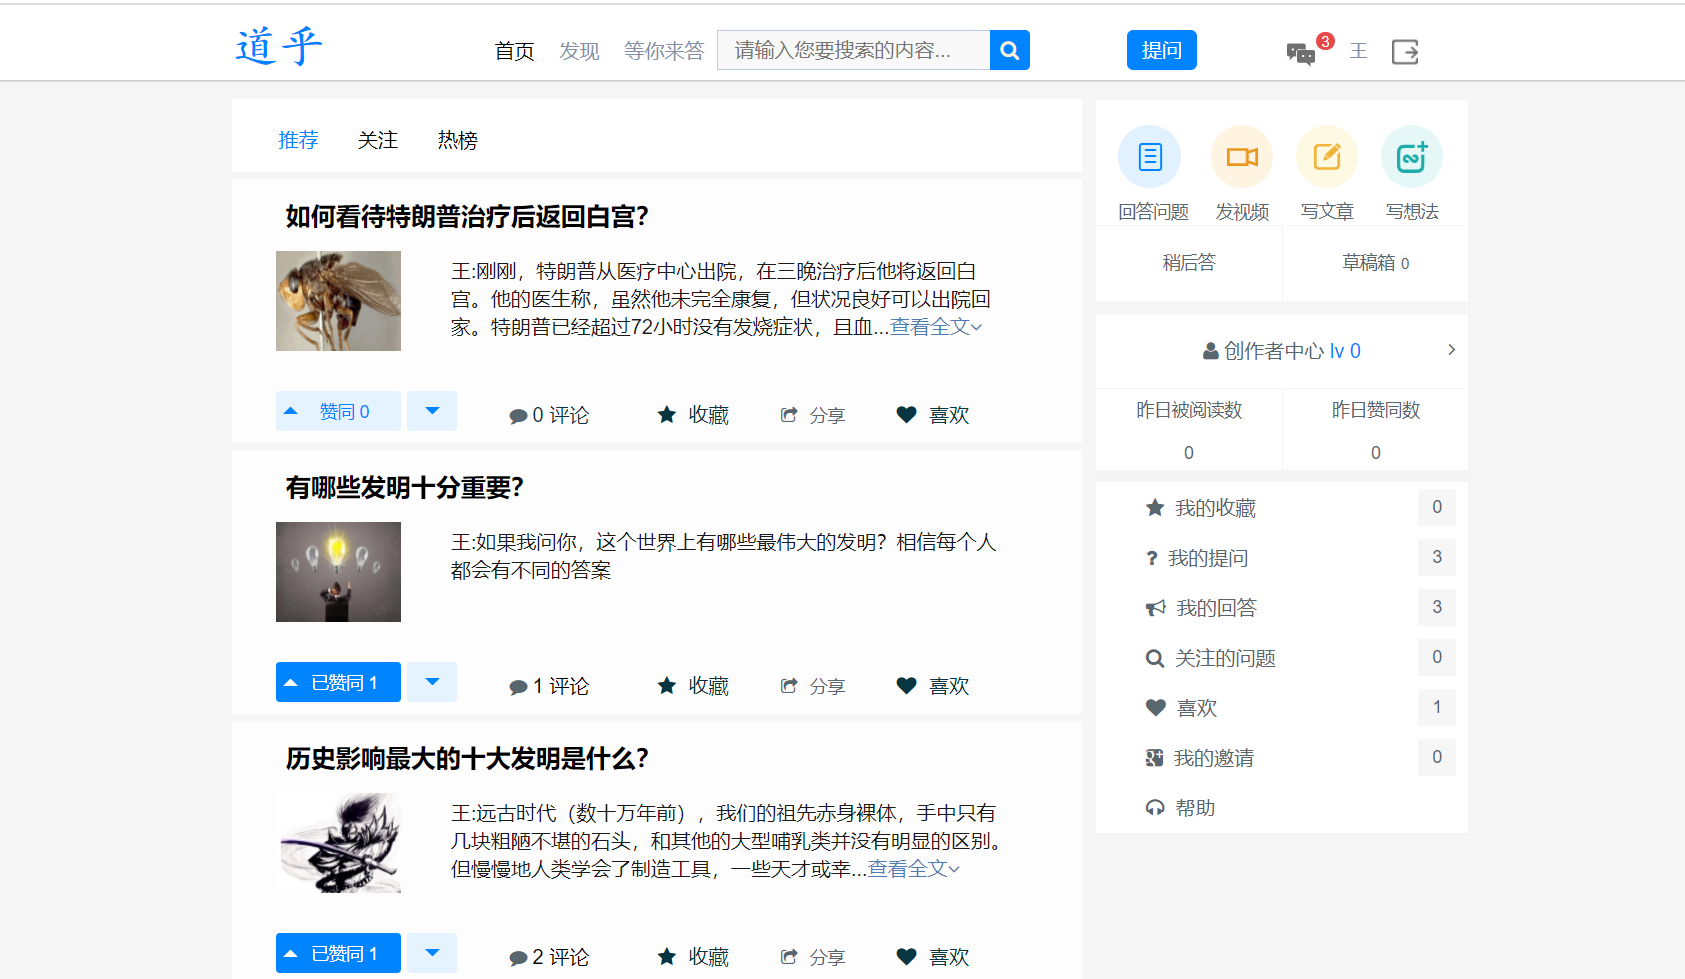 道乎
首页 发现 等你来答 请输入您要搜索的内容... 提问 3 王
推荐 关注 热榜
如何看待特朗普治疗后返回白宫?
王:刚刚，特朗普从医疗中心出院，在三晚治疗后他将返回白
宫。他的医生称，虽然他未完全康复，但状况良好可以出院回
家。特朗普已经超过72小时没有发烧症状，且血...查看全文
赞同 0 0 评论 收藏 分享 喜欢
有哪些发明十分重要?
王:如果我问你，这个世界上有哪些最伟大的发明？相信每个人
都会有不同的答案
已赞同 1 1 评论 收藏 分享 喜欢
历史影响最大的十大发明是什么?
王:远古时代（数十万年前），我们的祖先赤身裸体，手中只有
几块粗陋不堪的石头，和其他的大型哺乳类并没有明显的区别。
但慢慢地人类学会了制造工具，一些天才或幸...查看全文
已赞同 1 2 评论 收藏 分享 喜欢
回答问题 发视频 写文章 写想法
稍后答 草稿箱 0
创作者中心 lv 0
昨日被阅读数 昨日赞同数
0 0
我的收藏 0
我的提问 3
我的回答 3
关注的问题 0
喜欢 1
我的邀请 0
帮助